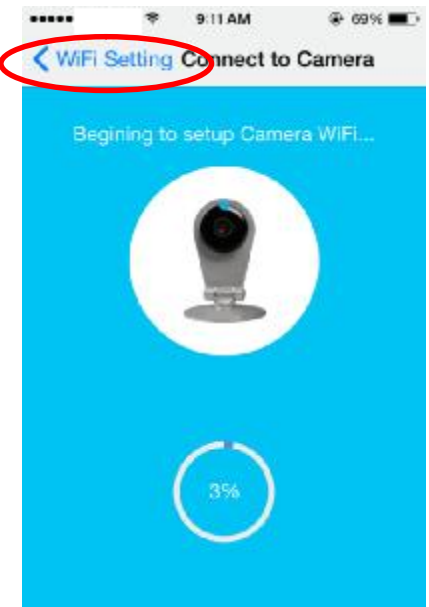 9:11 AM 69%
WiFi Setting Connect to Camera
Begining to setup Camera WiFi...
3%